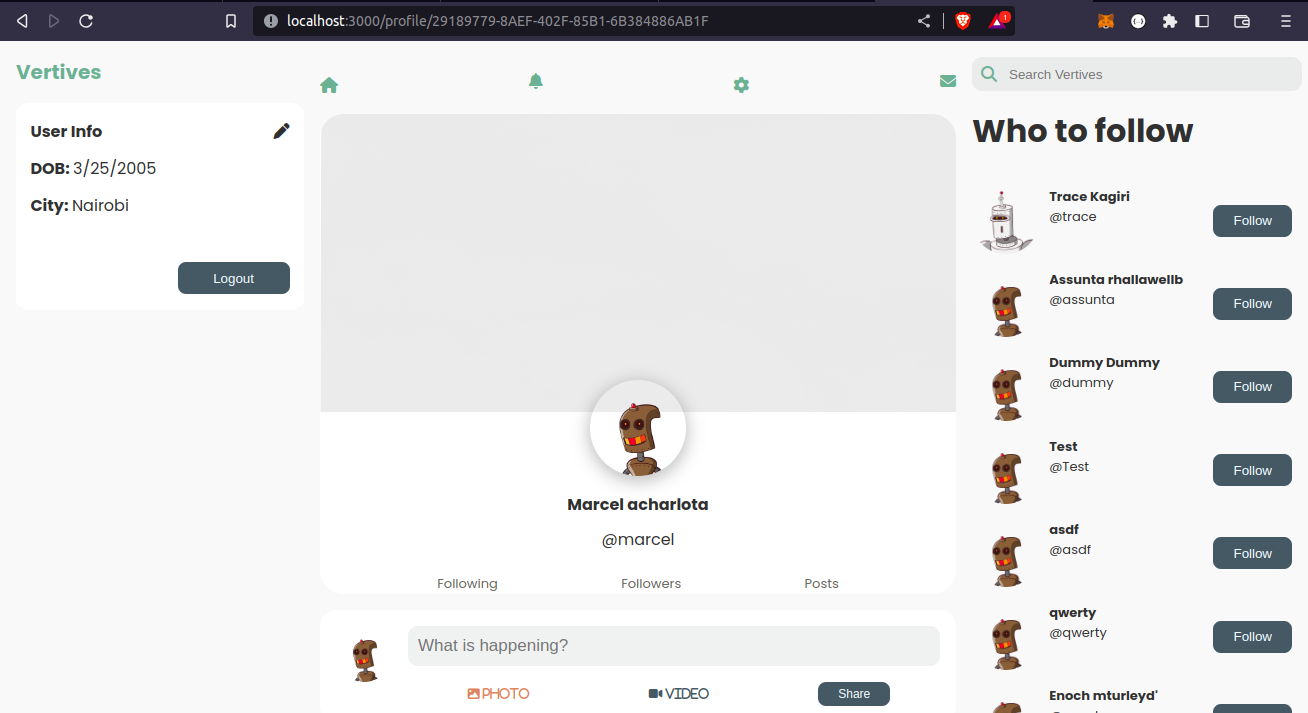 localhost:3000/profile/29189779-8AEF-402F-85B1-6B384886AB1F
1
Vertives
User Info
DOB: 3/25/2005
City: Nairobi
Logout
Marcel acharlota
@marcel
Following Followers Posts
What is happening?
PHOTO VIDEO Share
Search Vertives
Who to follow
Trace Kagiri
@trace
Follow
Assunta rhallawellb
@assunta
Follow
Dummy Dummy
@dummy
Follow
Test
@Test
Follow
asdf
@asdf
Follow
qwerty
@qwerty
Follow
Enoch mturleyd'